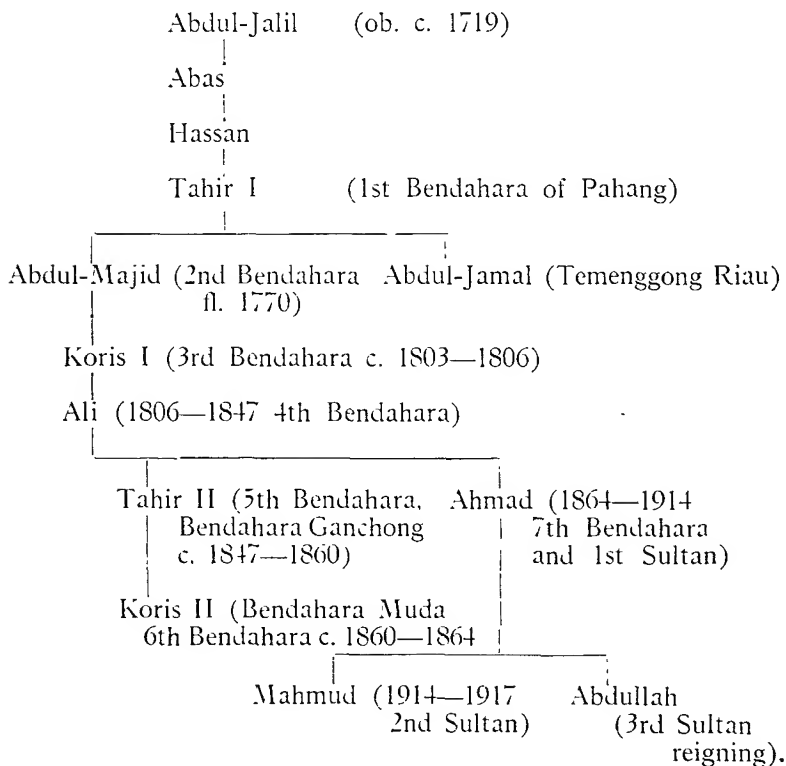 Abdul-Jalil (ob. c. 1719)
Abas
Hassan
Tahir I (1st Bendahara of Pahang)
Abdul-Majid (2nd Bendahara fl. 1770) Abdul-Jamal (Temenggong Riau)
Koris I (3rd Bendahara c. 1803—1806)
Ali (1806—1847 4th Bendahara)
Tahir II (5th Bendahara,
Bendahara Ganchong
c. 1847—1860)
Ahmad (1864—1914
7th Bendahara
and 1st Sultan)
Koris II (Bendahara Muda
6th Bendahara c. 1860—1864
Mahmud (1914—1917
2nd Sultan)
Abdullah
(3rd Sultan
reigning).